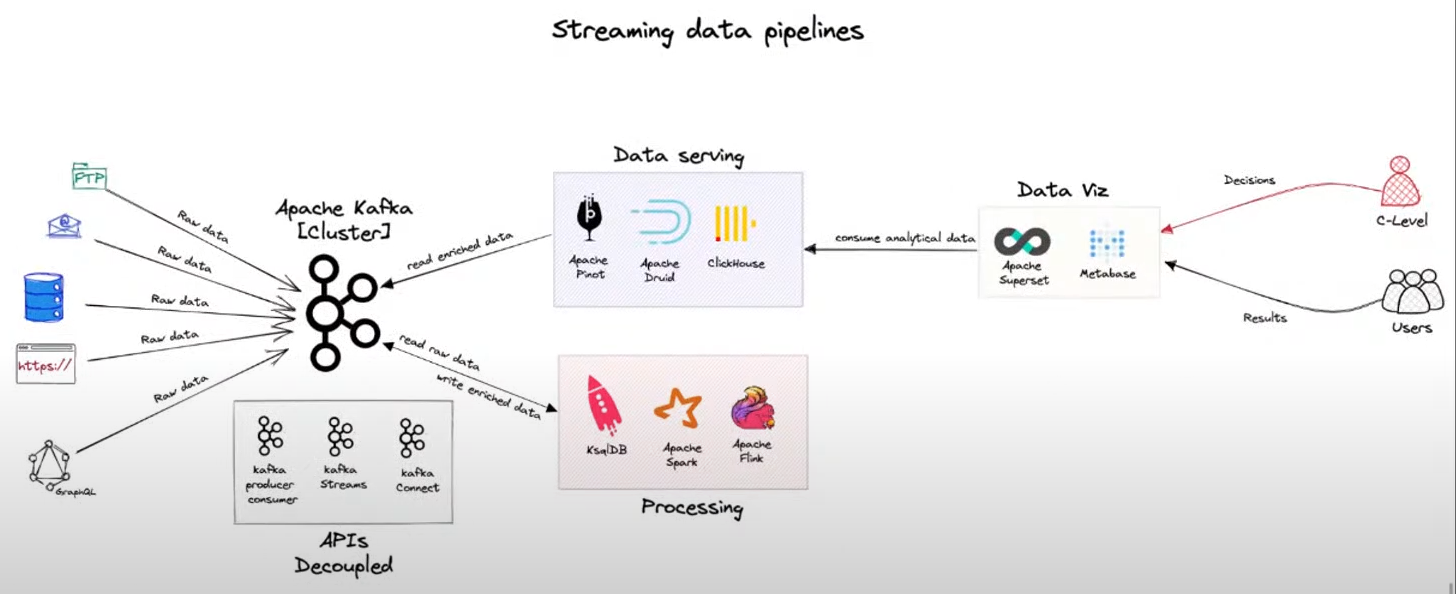 Streaming data pipelines
FTP
@
https://
GraphQL
Raw data
Raw data
Raw data
Raw data
Raw data
Apache Kafka
[Cluster]
kafka
producer
consumer
kafka
Streams
kafka
Connect
APIs
Decoupled
read enriched data
read raw data
write enriched data
Data serving
p
Apache
Pinot
Apache
Druid
ClickHouse
KsqlDB
Apache
Spark
Apache
Flink
Processing
consume analytical data
Data Viz
Apache
Superset
Metabase
Decisions
C-Level
Results
Users